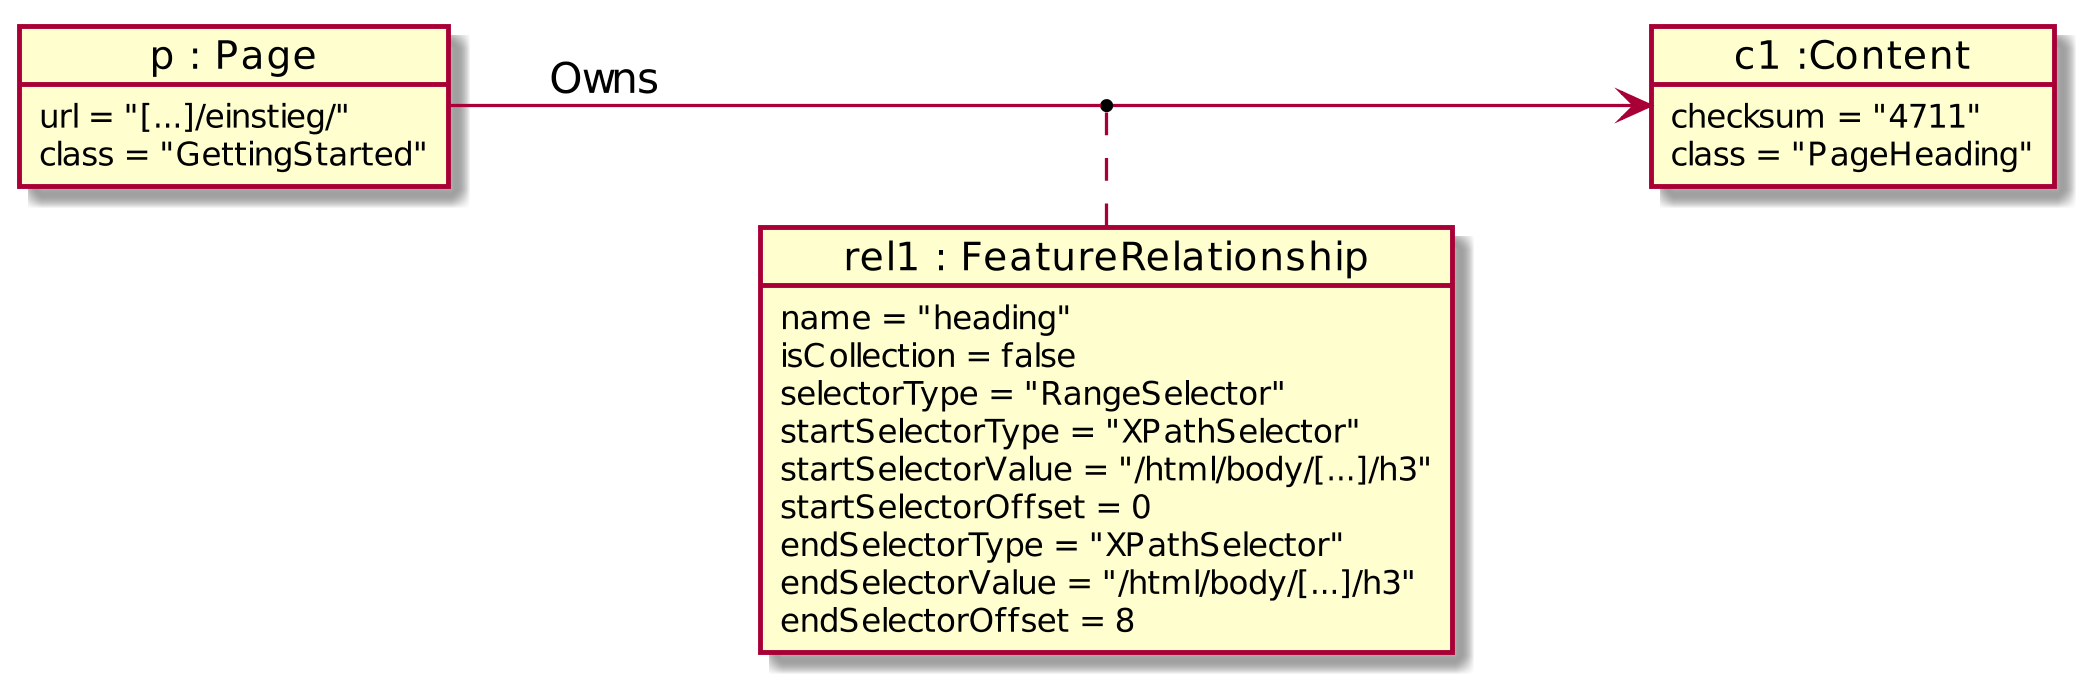 p : Page
url = "[...]/einstieg/"
class = "GettingStarted"
Owns
c1 :Content
checksum = "4711"
class = "PageHeading"
rel1 : FeatureRelationship
name = "heading"
isCollection = false
selectorType = "RangeSelector"
startSelectorType = "XPathSelector"
startSelectorValue = "/html/body/[...]/h3"
startSelectorOffset = 0
endSelectorType = "XPathSelector"
endSelectorValue = "/html/body/[...]/h3"
endSelectorOffset = 8